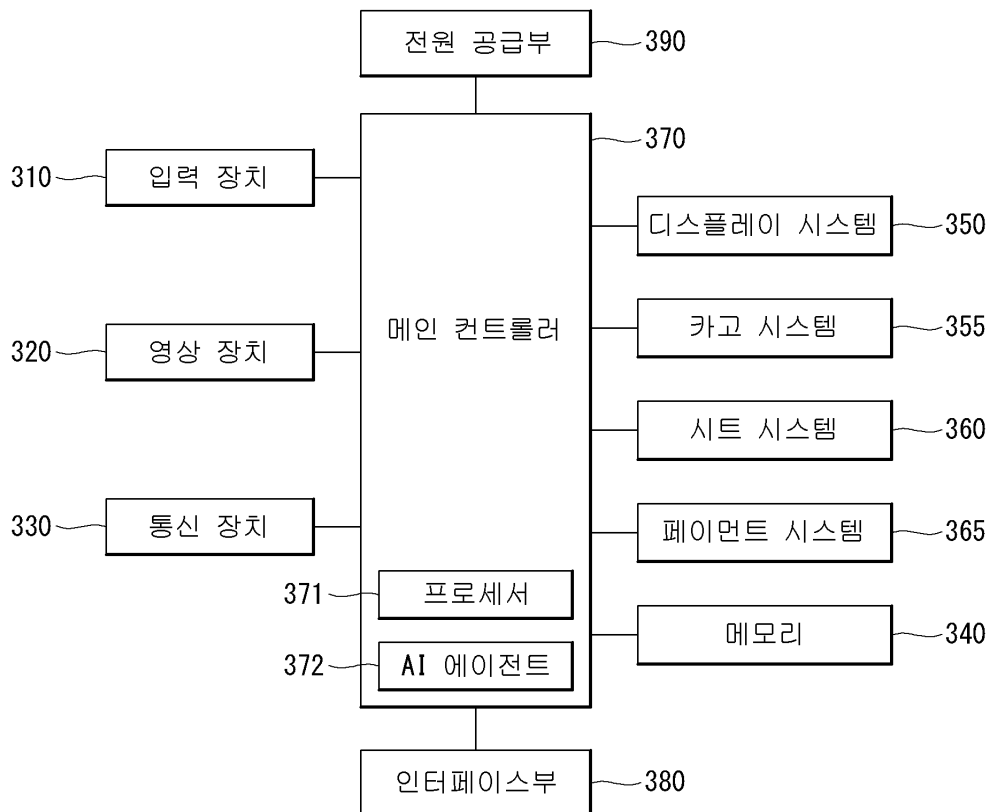 전원 공급부 390
370
310 입력 장치
디스플레이 시스템 350
메인 컨트롤러
카고 시스템 355
320 영상 장치
시트 시스템 360
330 통신 장치
페이먼트 시스템 365
371 프로세서
메모리 340
372 AI 에이전트
인터페이스부 380